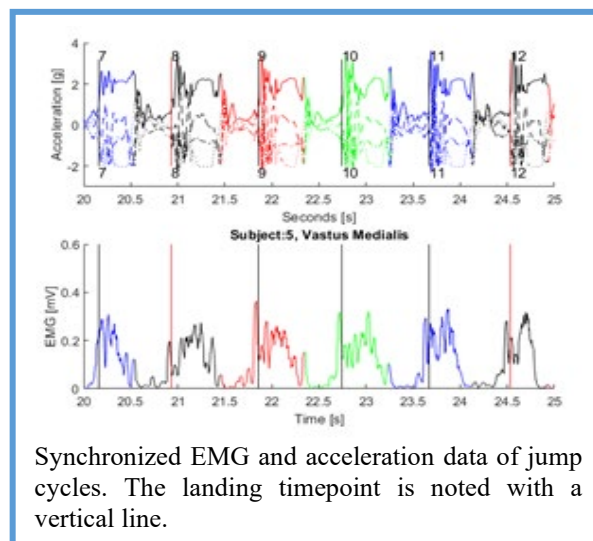 4
2
0
-2
Acceleration [g]
7 8 9 10 11 12
7 8 9 10 11 12
20 20.5 21 21.5 22 22.5 23 23.5 24 24.5 25
Seconds [s]
Subject:5, Vastus Medialis
0.6
0.4
0.2
0
EMG [mV]
20 20.5 21 21.5 22 22.5 23 23.5 24 24.5 25
Time [s]
Synchronized EMG and acceleration data of jump
cycles. The landing timepoint is noted with a
vertical line.